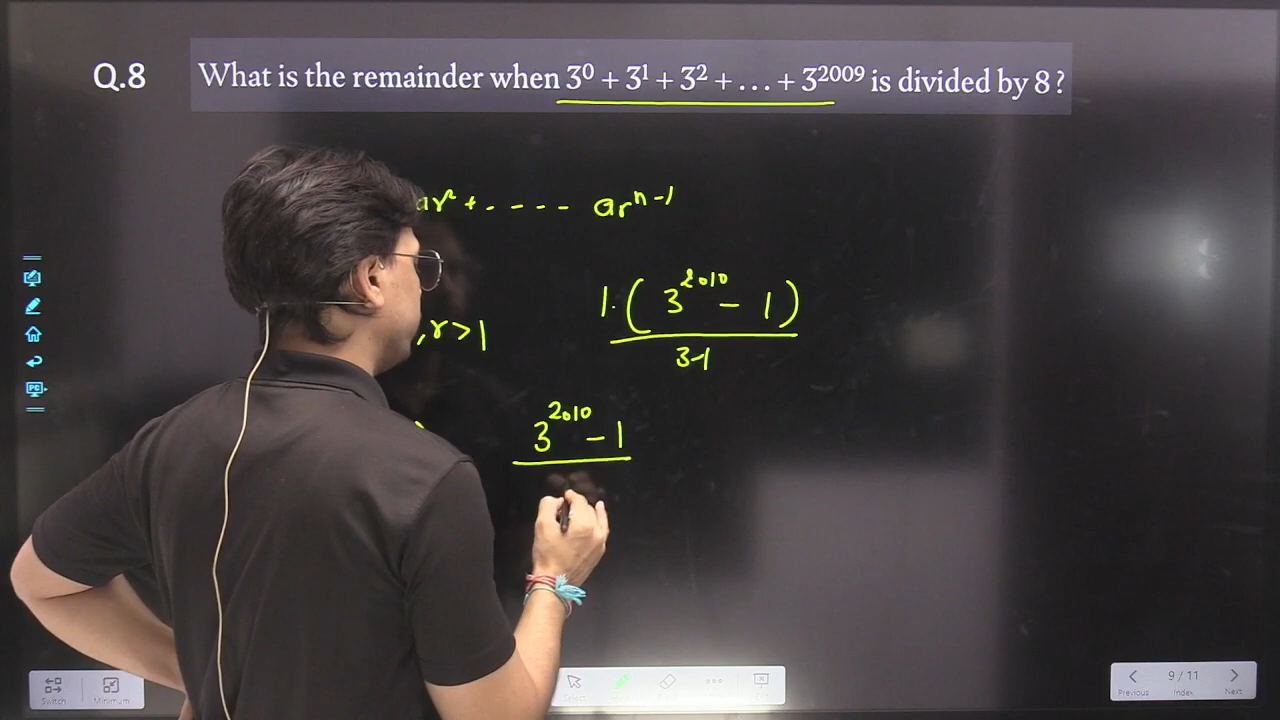 Q.8 What is the remainder when 3⁰ + 3¹ + 3² + … + 3²⁰⁰⁹ is divided by 8 ?
ar² + - - - - arⁿ⁻¹
1. ( 3²⁰¹⁰ - 1 )
, r > 1
3-1
3²⁰¹⁰ - 1
Switch Minimum Select ... Previous 9 / 11 Index Next